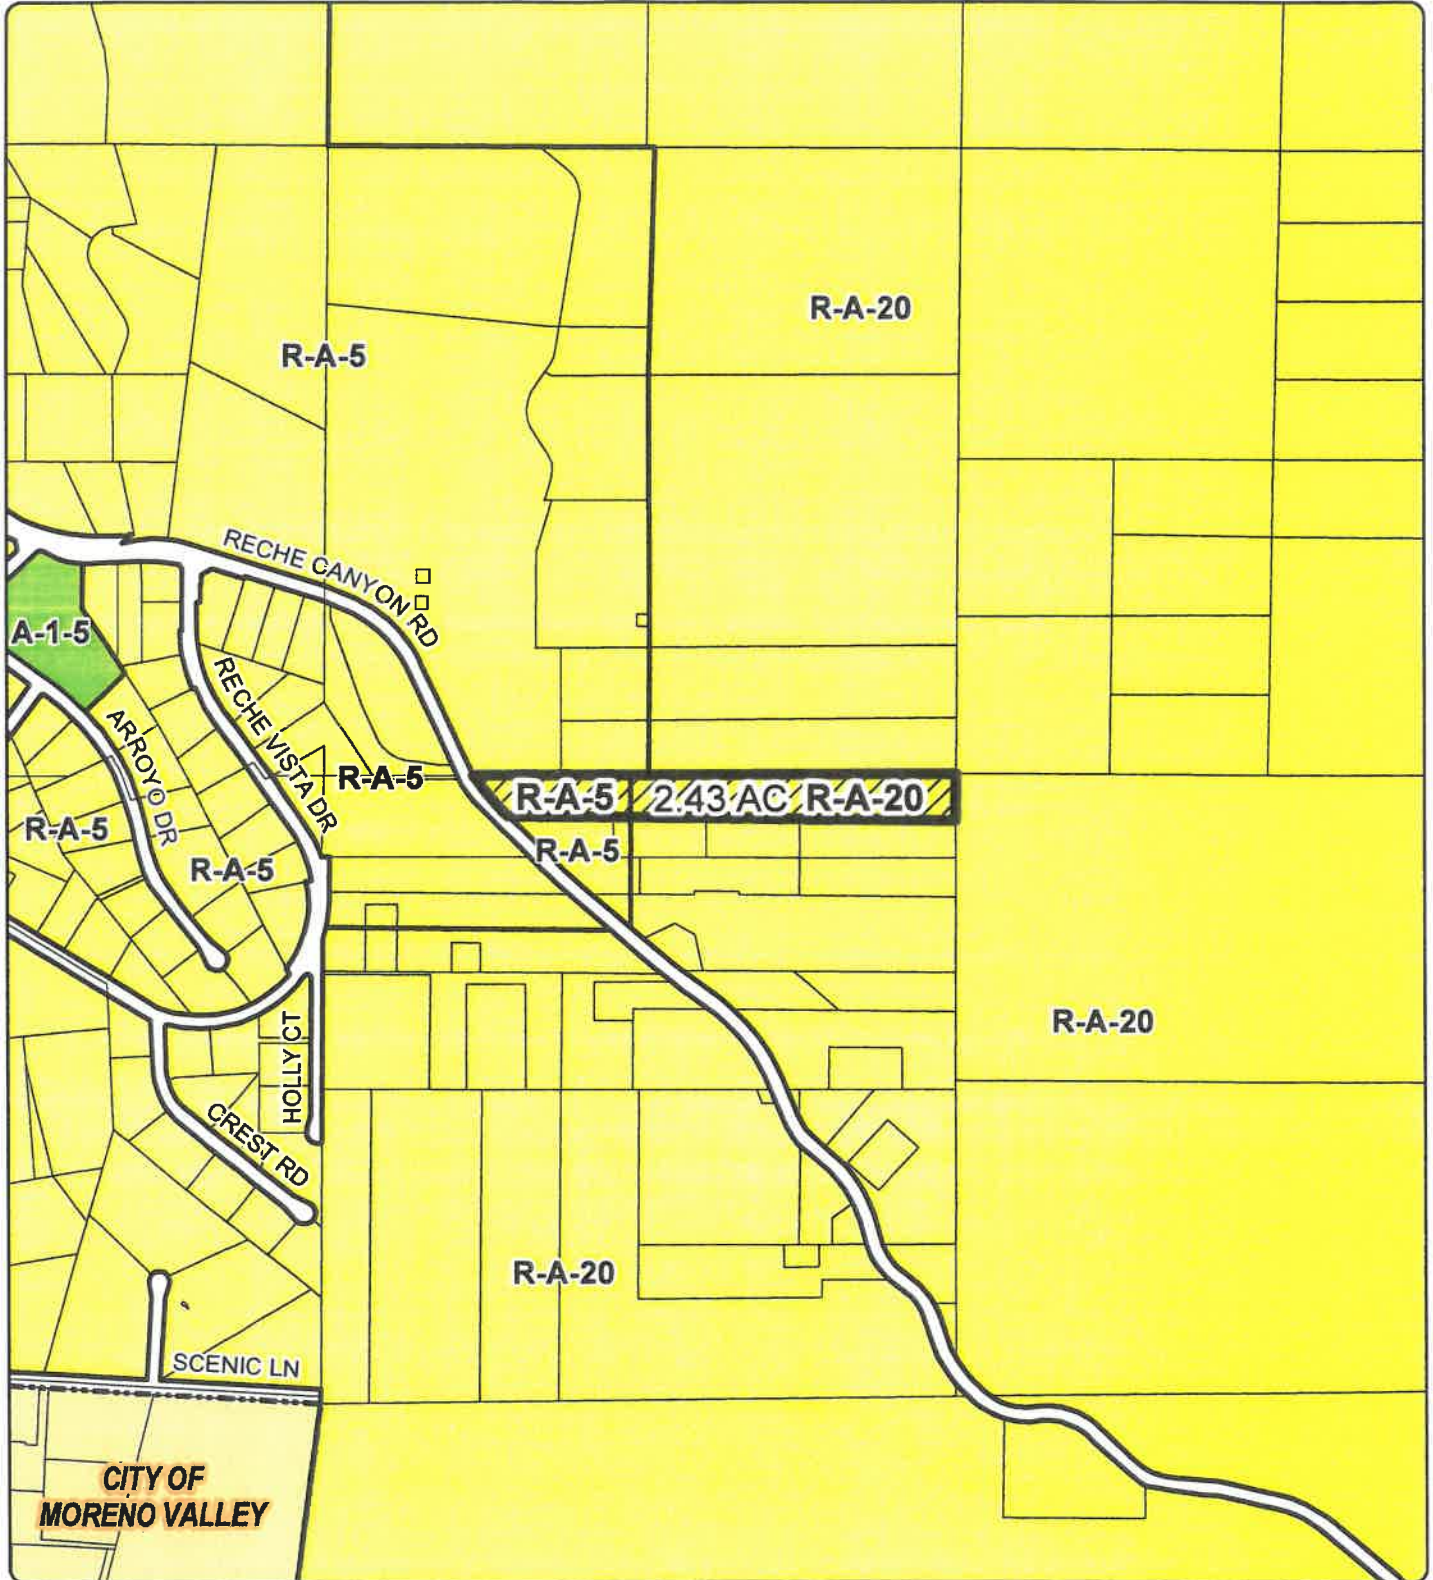 R-A-20
R-A-5
RECHE CANYON RD
A-1-5
RECHE VISTA DR
ARROYO DR
R-A-5
R-A-5 2.43 AC R-A-20
R-A-5
R-A-5
R-A-5
R-A-20
HOLLY CT
CREST RD
R-A-20
SCENIC LN
CITY OF
MORENO VALLEY